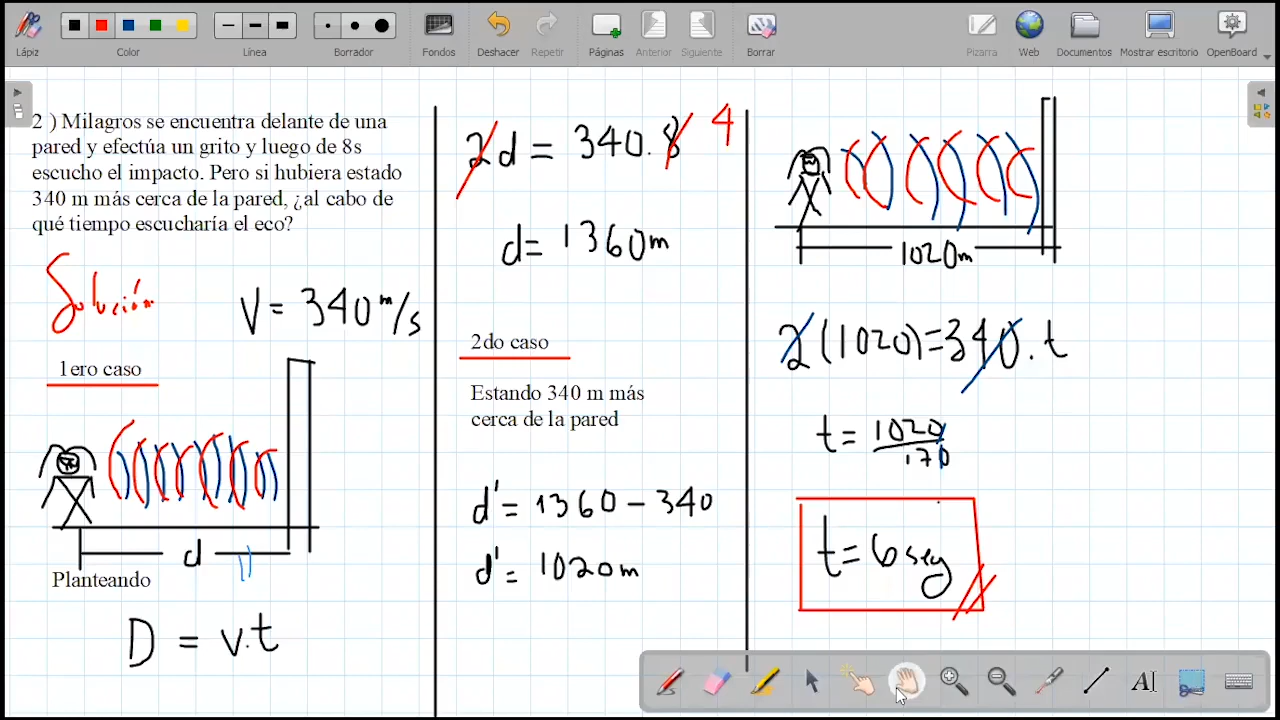 Lápiz
Color
Línea
Borrador
Fondos
Deshacer
Repetir
Páginas
Anterior
Siguiente
Borrar
Pizarra
Web
Documentos
Mostrar escritorio
OpenBoard
2 ) Milagros se encuentra delante de una
pared y efectúa un grito y luego de 8s
escucho el impacto. Pero si hubiera estado
340 m más cerca de la pared, ¿al cabo de
qué tiempo escucharía el eco?
Solución
V = 340 m/s
1ero caso
d
Planteando
D = v.t
2d = 340.8 4
d = 1360m
2do caso
Estando 340 m más
cerca de la pared
d' = 1360 - 340
d' = 1020m
1020m
2(1020)=340.t
t = 1020
170
t = 6 seg
AI